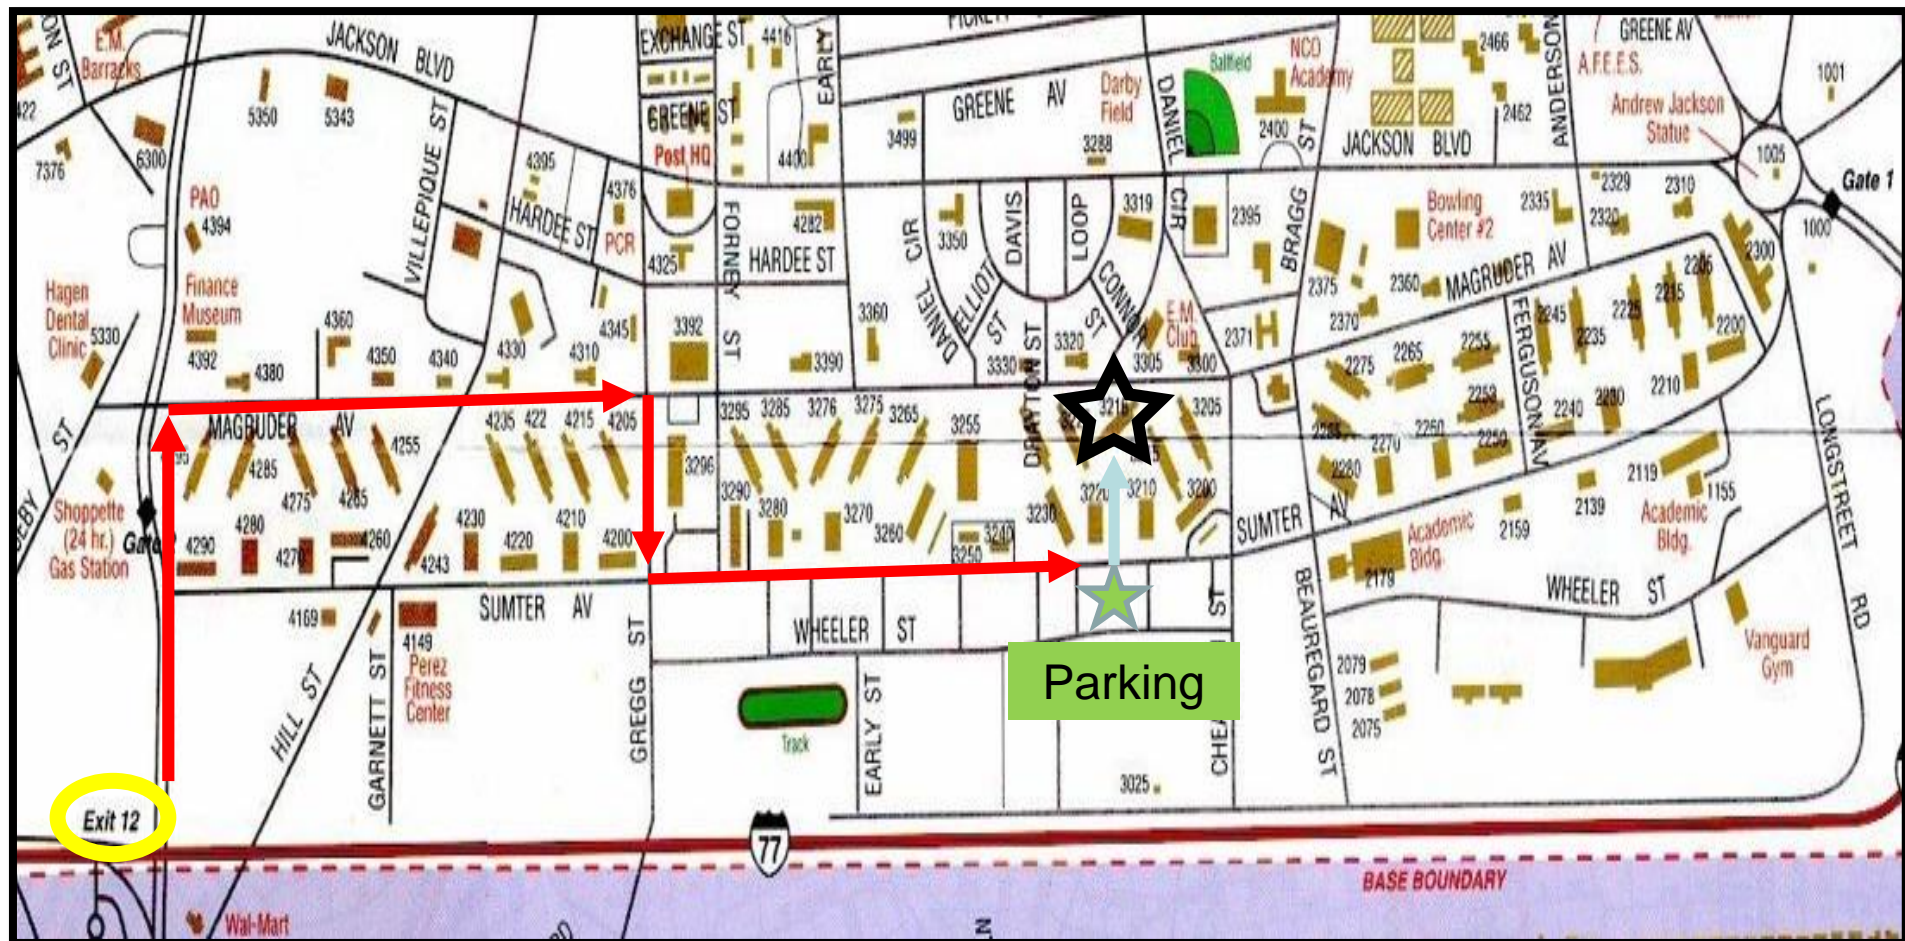 EXCHANGE ST
4416
EARLY
JACKSON BLVD
E.M.
Barracks
ON ST
422
7376
6300
5350
5343
GREENE ST
Post HQ
4400
3499
GREENE AV
Darby
Field
3288
DANIEL
CIR
Ballfield
NCO
Academy
2400
ST
BRAGG
JACKSON BLVD
2466
2462
ANDERSON
GREENE AV
A.F.E.E.S.
Andrew Jackson
Statue
1001
1005
Gate 1
1000
PAO
4394
VILLEPIQUE ST
4395
HARDEE ST
4376
PCR
4325
FORNEY
ST
4282
HARDEE ST
3350
DANIEL
CIR
ELLIOTT
ST
DAVIS
LOOP
CONNOR
ST
3319
2395
Bowling
Center #2
2335
2329
2320
2310
2300
MAGRUDER AV
Hagen
Dental
Clinic
5330
Finance
Museum
4392
4380
4360
4350
4340
4330
4310
4345
3392
3390
3360
3330
DRAYTON ST
3320
3305
E.M.
Club
3300
2371
2375
2370
2360
2275
2265
2255
FERGUSON AV
2245
2235
2225
2215
2205
2200
2210
MAGRUDER AV
4285
4275
4265
4255
4235
422
4215
4205
3296
3295
3285
3276
3275
3265
3255
3205
2270
2260
2250
2240
2280
Shoppette
(24 hr.)
Gas Station
4290
4280
4270
4260
4243
4230
4220
4210
4200
3290
3280
3270
3260
3250
3240
3230
3220
3210
3200
SUMTER AV
Academic
Bldg.
2179
2159
2139
2119
1155
Academic
Bldg.
LONGSTREET
RD
4169
4149
Perez
Fitness
Center
SUMTER AV
WHEELER ST
WHEELER ST
HILL ST
GARNETT ST
GREGG ST
Track
EARLY ST
Parking
3025
ST
BEAUREGARD ST
2079
2078
2075
Vanguard
Gym
Exit 12
77
BASE BOUNDARY
Wal-Mart